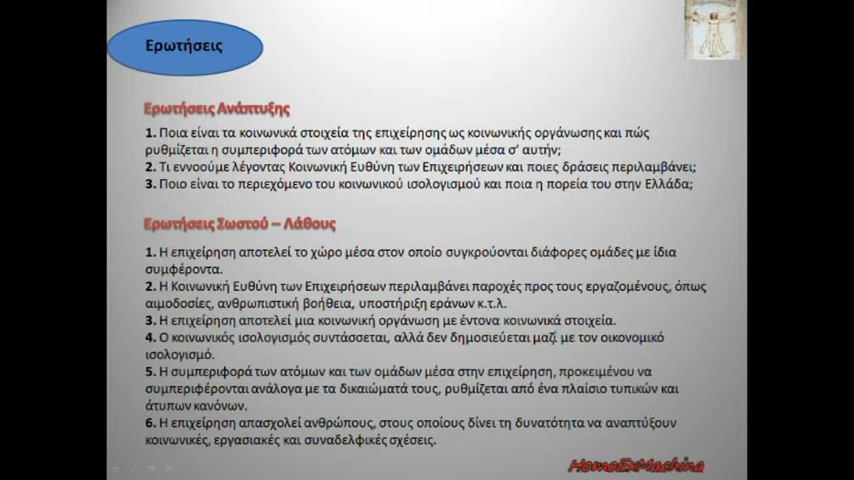 Ερωτήσεις
Ερωτήσεις Ανάπτυξης
1. Ποια είναι τα κοινωνικά στοιχεία της επιχείρησης ως κοινωνικής οργάνωσης και πώς
ρυθμίζεται η συμπεριφορά των ατόμων και των ομάδων μέσα σ' αυτήν;
2. Τι εννοούμε λέγοντας Κοινωνική Ευθύνη των Επιχειρήσεων και ποιες δράσεις περιλαμβάνει;
3. Ποιο είναι το περιεχόμενο του κοινωνικού ισολογισμού και ποια η πορεία του στην Ελλάδα;
Ερωτήσεις Σωστού – Λάθους
1. Η επιχείρηση αποτελεί το χώρο μέσα στον οποίο συγκρούονται διάφορες ομάδες με ίδια
συμφέροντα.
2. Η Κοινωνική Ευθύνη των Επιχειρήσεων περιλαμβάνει παροχές προς τους εργαζομένους, όπως
αιμοδοσίες, ανθρωπιστική βοήθεια, υποστήριξη εράνων κ.τ.λ.
3. Η επιχείρηση αποτελεί μια κοινωνική οργάνωση με έντονα κοινωνικά στοιχεία.
4. Ο κοινωνικός ισολογισμός συντάσσεται, αλλά δεν δημοσιεύεται μαζί με τον οικονομικό
ισολογισμό.
5. Η συμπεριφορά των ατόμων και των ομάδων μέσα στην επιχείρηση, προκειμένου να
συμπεριφέρονται ανάλογα με τα δικαιώματά τους, ρυθμίζεται από ένα πλαίσιο τυπικών και
άτυπων κανόνων.
6. Η επιχείρηση απασχολεί ανθρώπους, στους οποίους δίνει τη δυνατότητα να αναπτύξουν
κοινωνικές, εργασιακές και συναδελφικές σχέσεις.
HomoExMachina